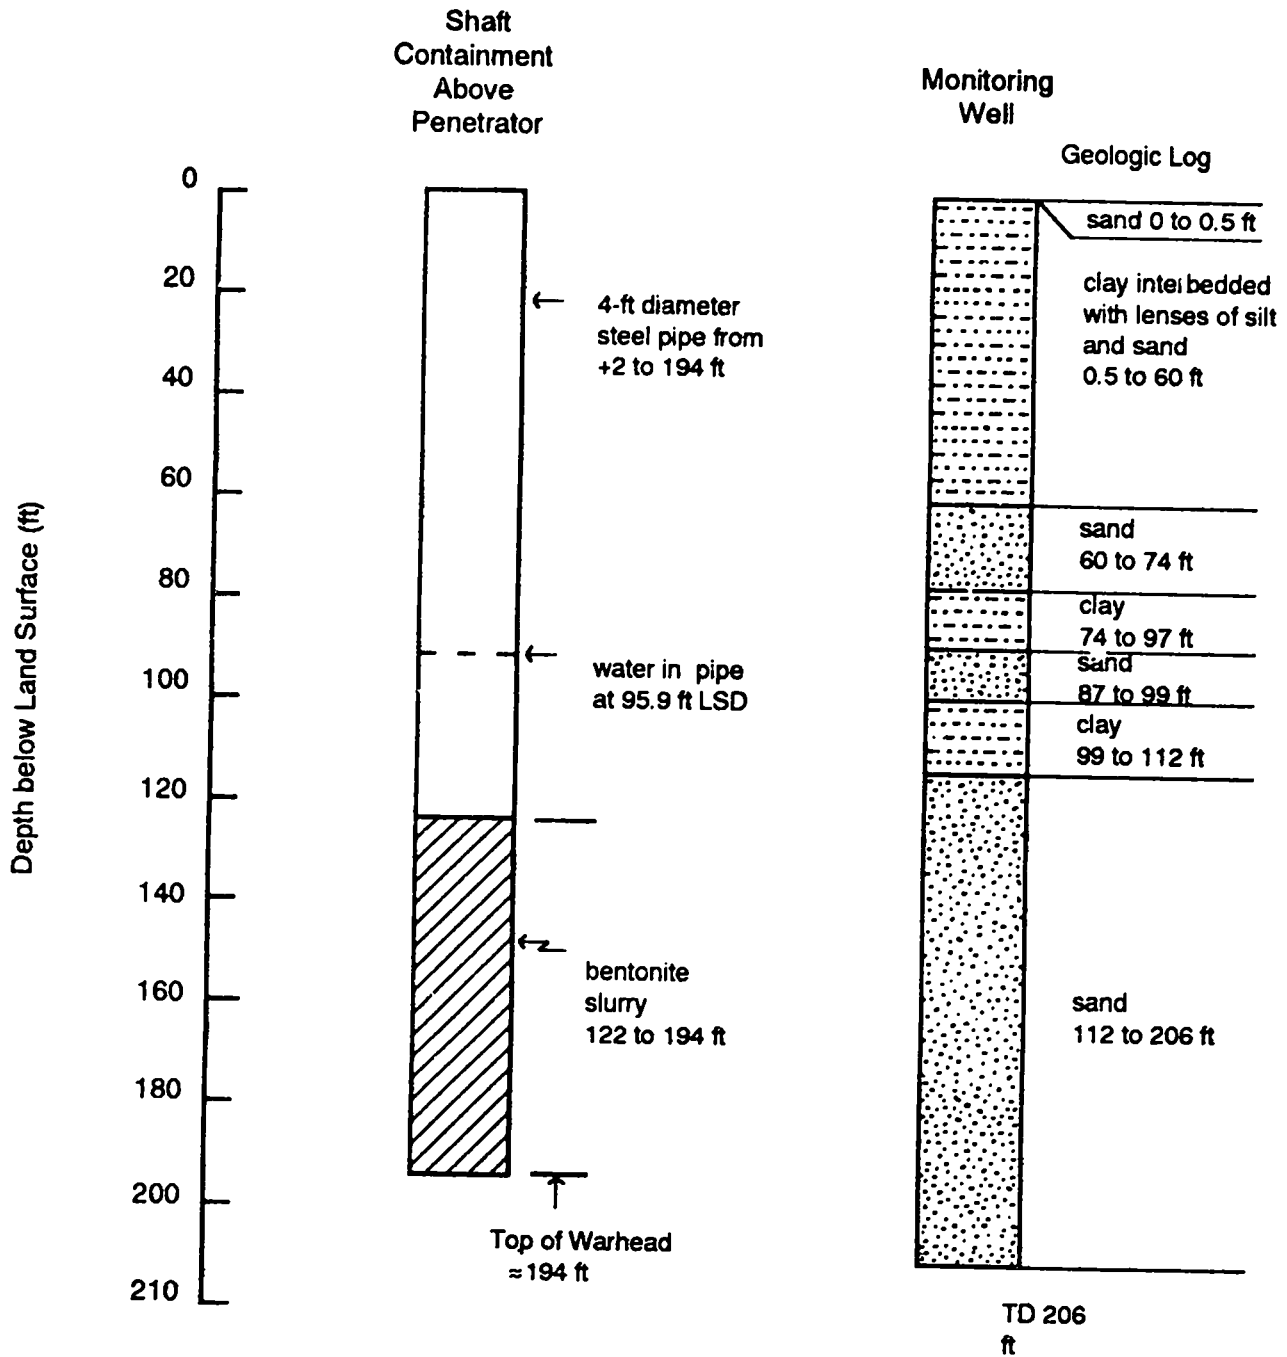 Shaft
Containment
Above
Penetrator
Monitoring
Well
Geologic Log
Depth below Land Surface (ft)
0
20
40
60
80
100
120
140
160
180
200
210
4-ft diameter
steel pipe from
+2 to 194 ft
water in pipe
at 95.9 ft LSD
bentonite
slurry
122 to 194 ft
Top of Warhead
≈194 ft
sand 0 to 0.5 ft
clay interbedded
with lenses of silt
and sand
0.5 to 60 ft
sand
60 to 74 ft
clay
74 to 97 ft
sand
87 to 99 ft
clay
99 to 112 ft
sand
112 to 206 ft
TD 206
ft